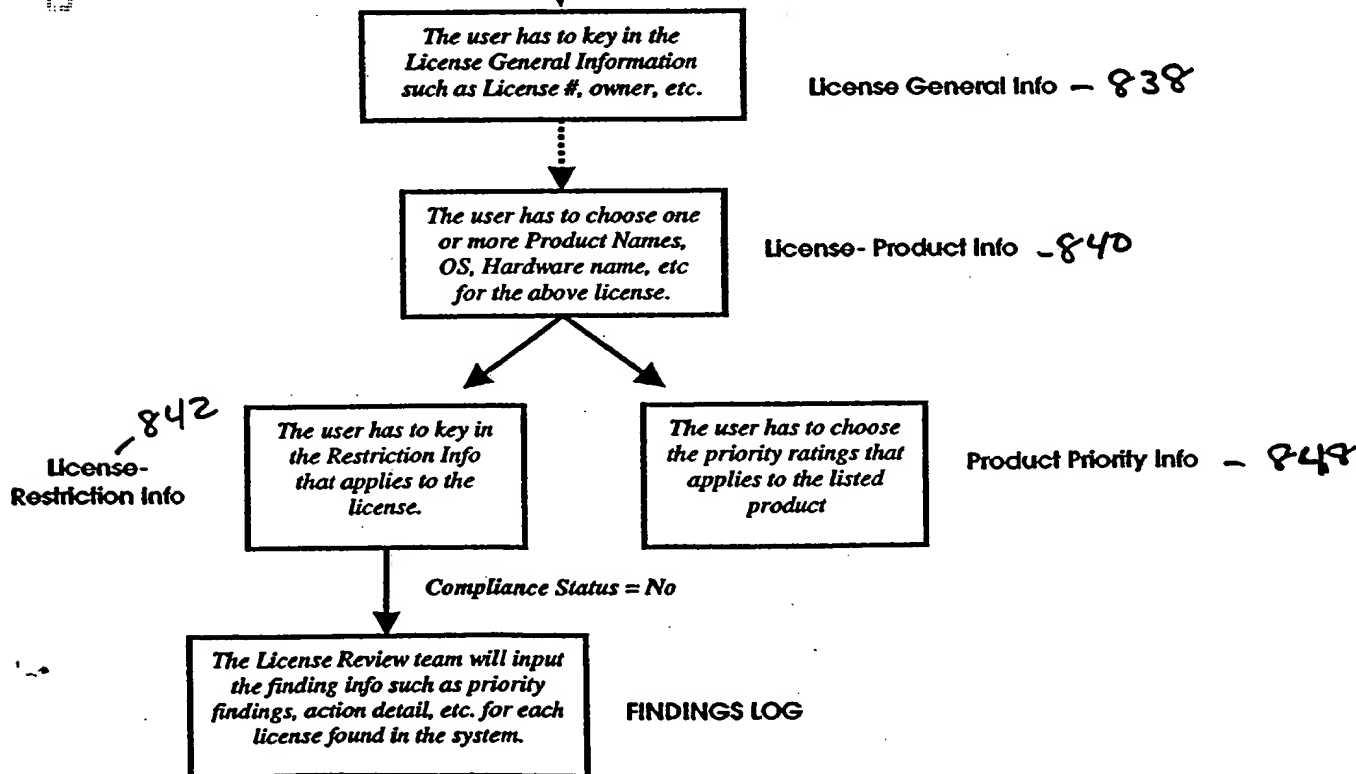 The user has to key in the
License General Information
such as License #, owner, etc.
License General Info - 838
The user has to choose one
or more Product Names,
OS, Hardware name, etc
for the above license.
License- Product Info - 840
842
License-
Restriction Info
The user has to key in
the Restriction Info
that applies to the
license.
The user has to choose
the priority ratings that
applies to the listed
product
Product Priority Info - 848
Compliance Status = No
The License Review team will input
the finding info such as priority
findings, action detail, etc. for each
license found in the system.
FINDINGS LOG